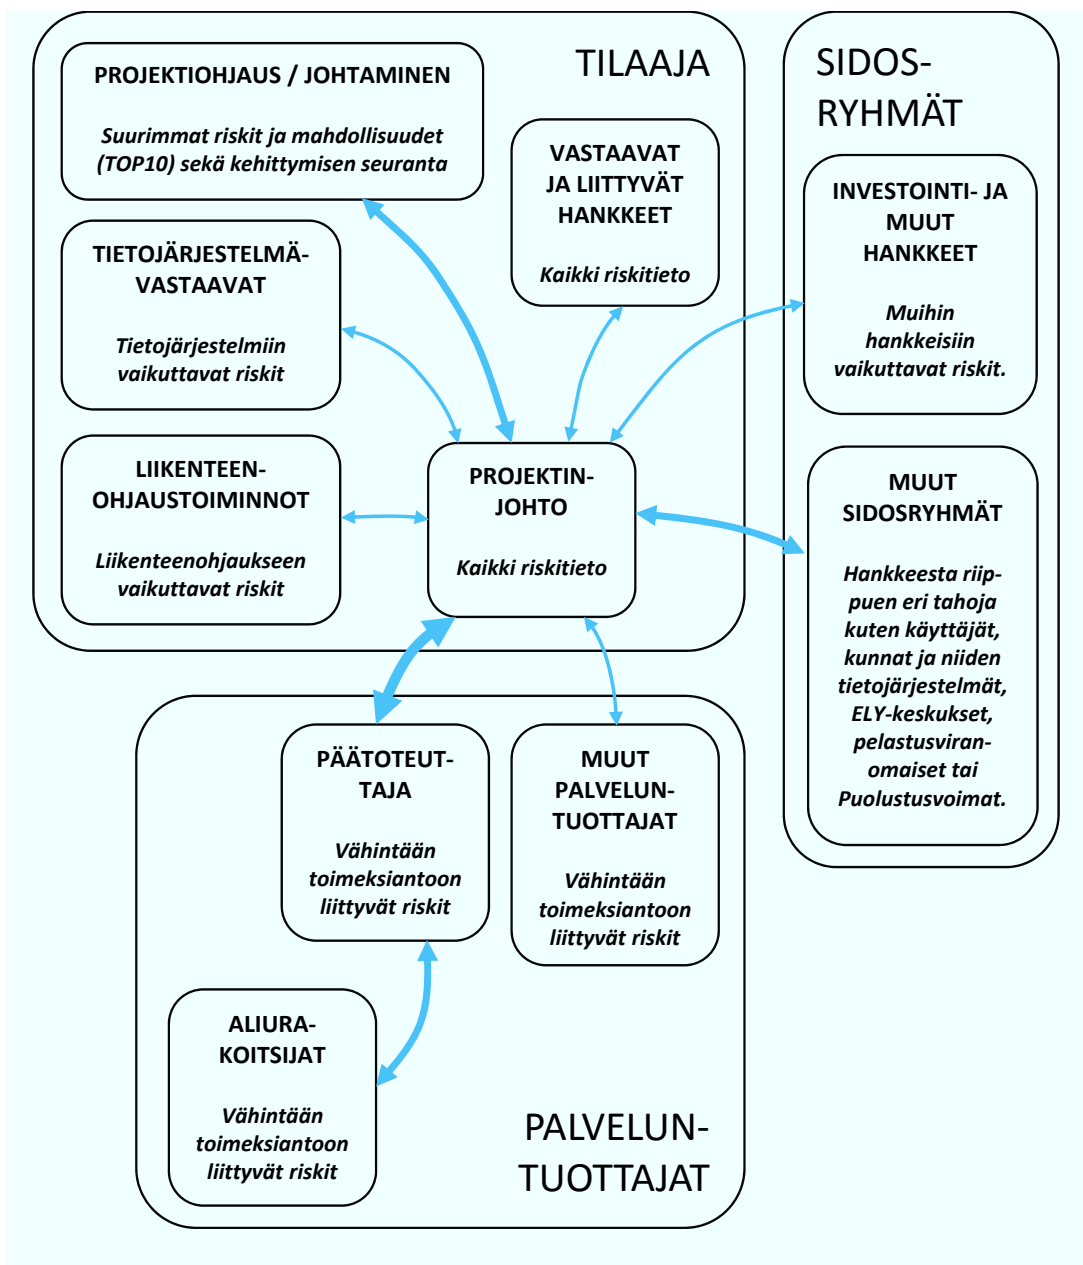 TILAAJA
PROJEKTIOHJAUS / JOHTAMINEN
Suurimmat riskit ja mahdollisuudet
(TOP10) sekä kehittymisen seuranta
VASTAAVAT
JA LIITTYVÄT
HANKKEET
Kaikki riskitieto
TIETOJÄRJESTELMÄ-
VASTAAVAT
Tietojärjestelmiin
vaikuttavat riskit
LIIKENTEEN-
OHJAUSTOIMINNOT
Liikenteenohjaukseen
vaikuttavat riskit
PROJEKTIN-
JOHTO
Kaikki riskitieto
SIDOS-
RYHMÄT
INVESTOINTI- JA
MUUT
HANKKEET
Muihin
hankkeisiin
vaikuttavat riskit.
MUUT
SIDOSRYHMÄT
Hankkeesta riip-
puen eri tahoja
kuten käyttäjät,
kunnat ja niiden
tietojärjestelmät,
ELY-keskukset,
pelastusviran-
omaiset tai
Puolustusvoimat.
PÄÄTOTEUT-
TAJA
Vähintään
toimeksiantoon
liittyvät riskit
MUUT
PALVELUN-
TUOTTAJAT
Vähintään
toimeksiantoon
liittyvät riskit
ALIURA-
KOITSIJAT
Vähintään
toimeksiantoon
liittyvät riskit
PALVELUN-
TUOTTAJAT